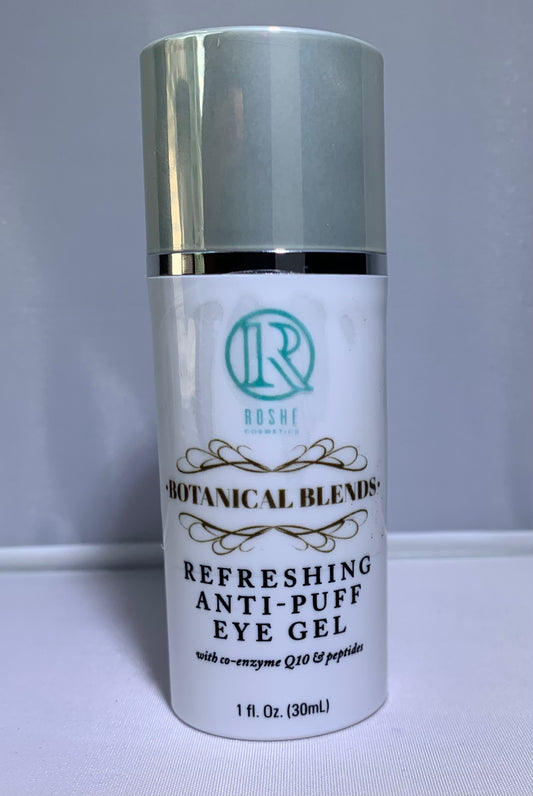 R
ROSHE
COSMETICS
·BOTANICAL BLENDS·
REFRESHING
ANTI-PUFF
EYE GEL
with co-enzyme Q10 & peptides
1 fl. Oz. (30mL)